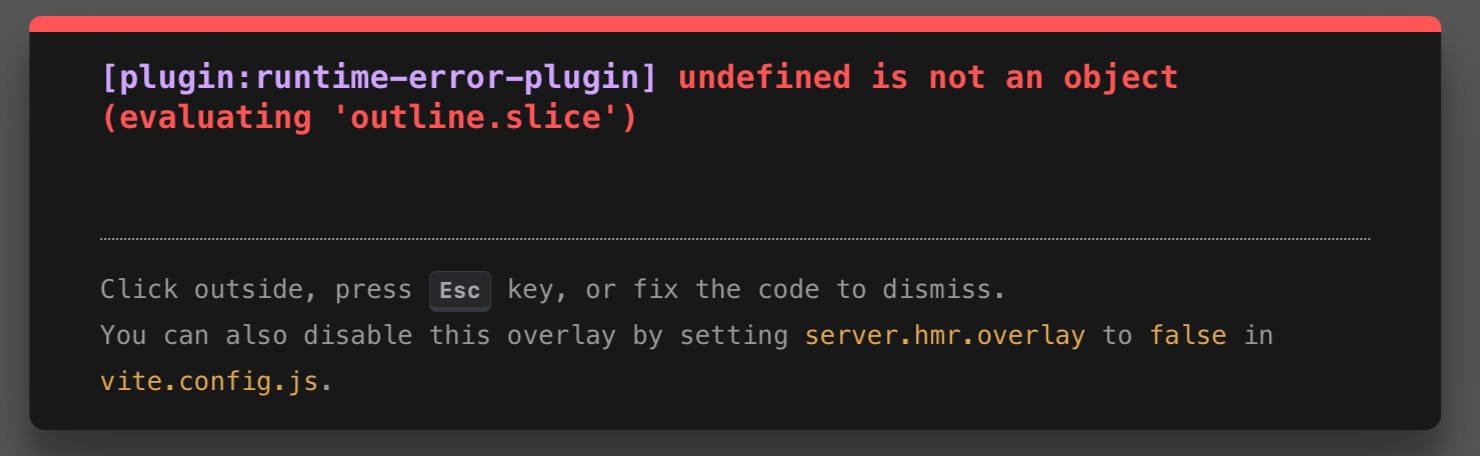 [plugin:runtime-error-plugin] undefined is not an object
(evaluating 'outline.slice')
Click outside, press Esc key, or fix the code to dismiss.
You can also disable this overlay by setting server.hmr.overlay to false in
vite.config.js.